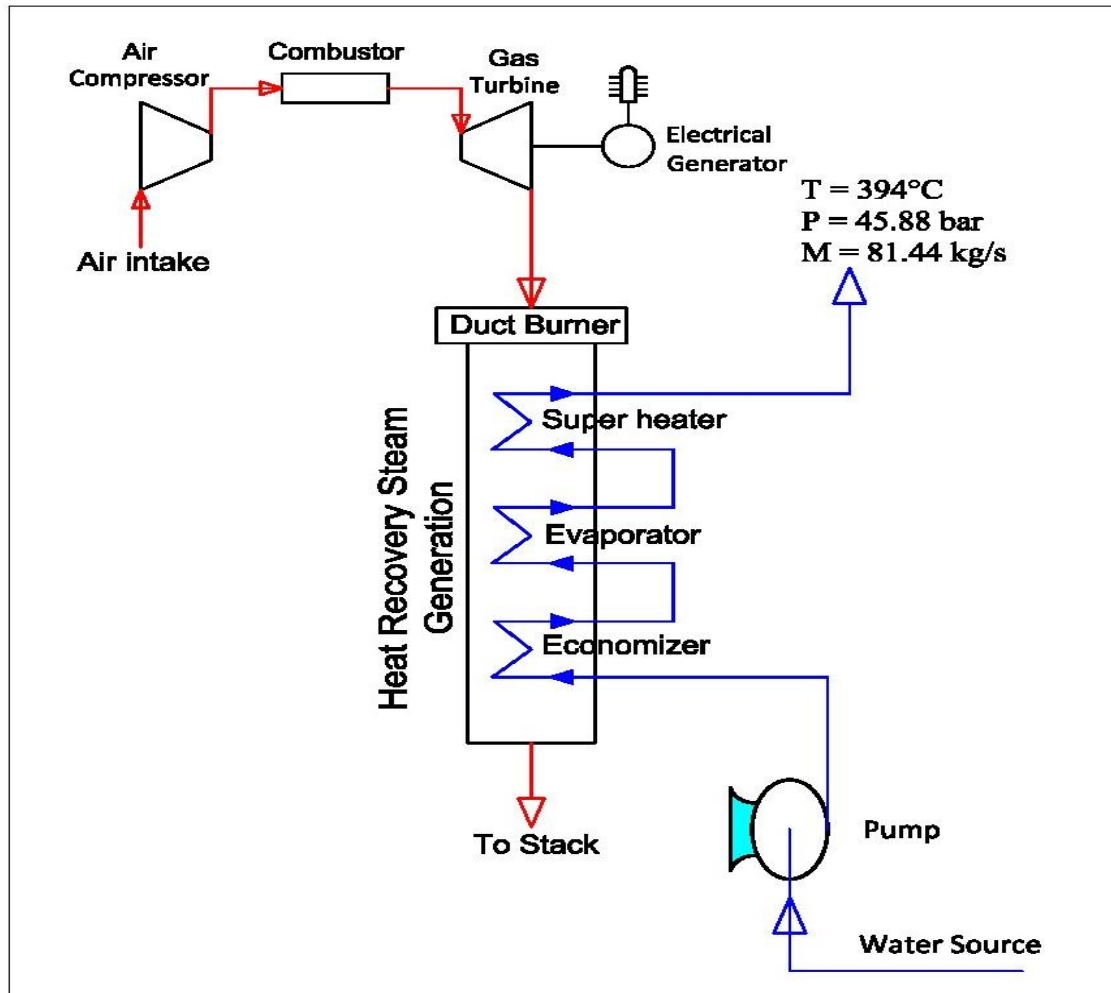 Air
Compressor
Combustor
Gas
Turbine
Electrical
Generator
T = 394°C
P = 45.88 bar
M = 81.44 kg/s
Air intake
Duct Burner
Super heater
Heat Recovery Steam
Generation
Evaporator
Economizer
To Stack
Pump
Water Source